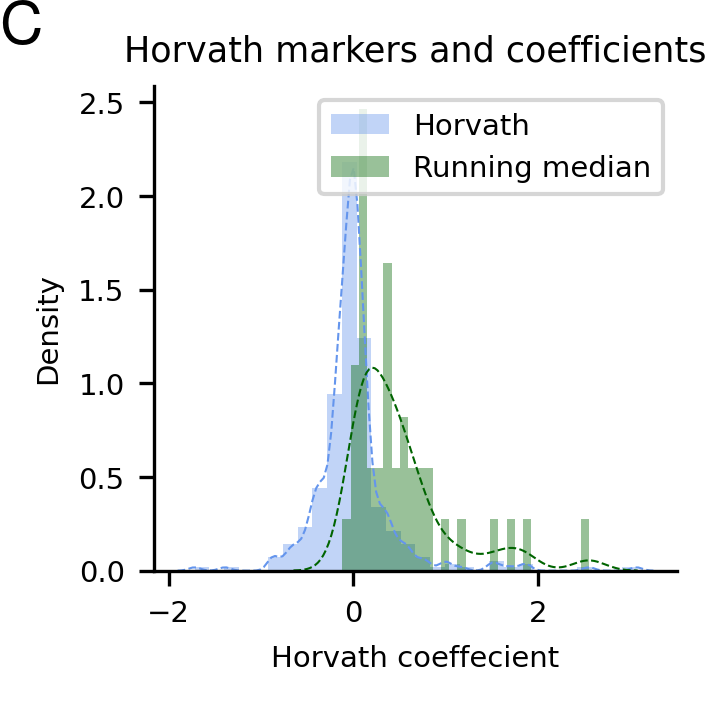 C
Horvath markers and coefficients
Horvath
Running median
Density
2.5
2.0
1.5
1.0
0.5
0.0
−2
0
2
Horvath coeffecient